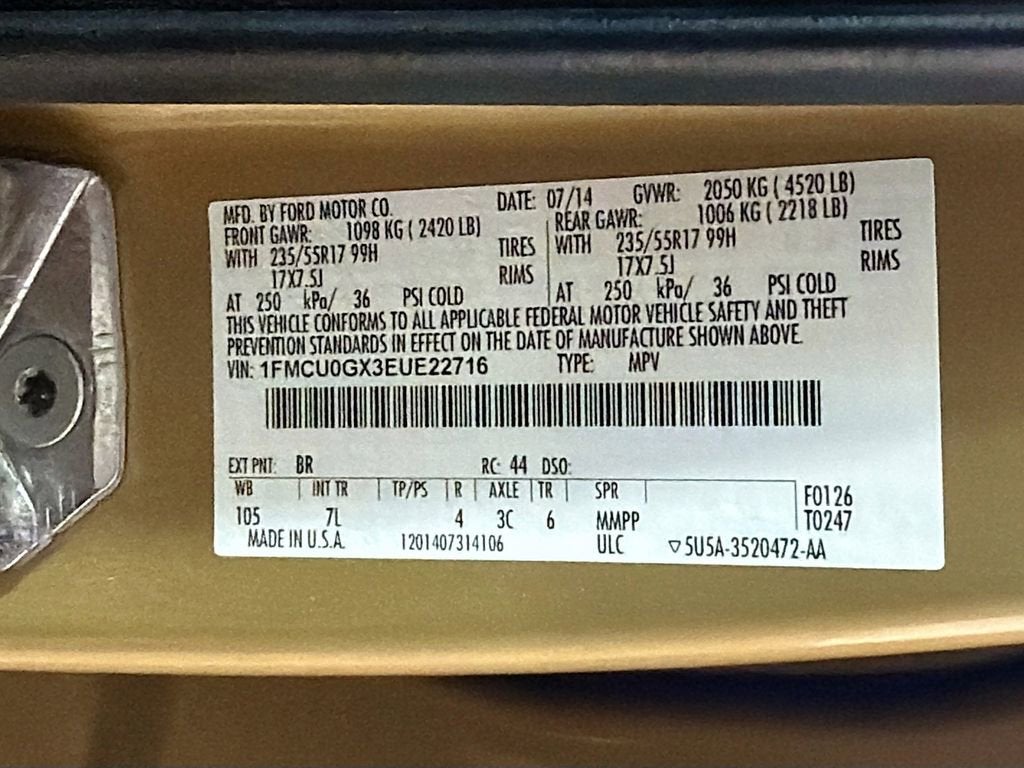 MFD. BY FORD MOTOR CO. DATE: 07/14 GVWR: 2050 KG ( 4520 LB)
FRONT GAWR: 1098 KG ( 2420 LB) REAR GAWR: 1006 KG ( 2218 LB)
WITH 235/55R17 99H TIRES WITH 235/55R17 99H TIRES
17X7.5J RIMS 17X7.5J RIMS
AT 250 kPa/ 36 PSI COLD AT 250 kPa/ 36 PSI COLD
THIS VEHICLE CONFORMS TO ALL APPLICABLE FEDERAL MOTOR VEHICLE SAFETY AND THEFT
PREVENTION STANDARDS IN EFFECT ON THE DATE OF MANUFACTURE SHOWN ABOVE.
VIN: 1FMCU0GX3EUE22716 TYPE: MPV
EXT PNT: BR RC: 44 DSO:
WB INT TR TP/PS R AXLE TR SPR F0126
105 7L 4 3C 6 MMPP T0247
MADE IN U.S.A. 1201407314106 ULC ▽5U5A-3520472-AA